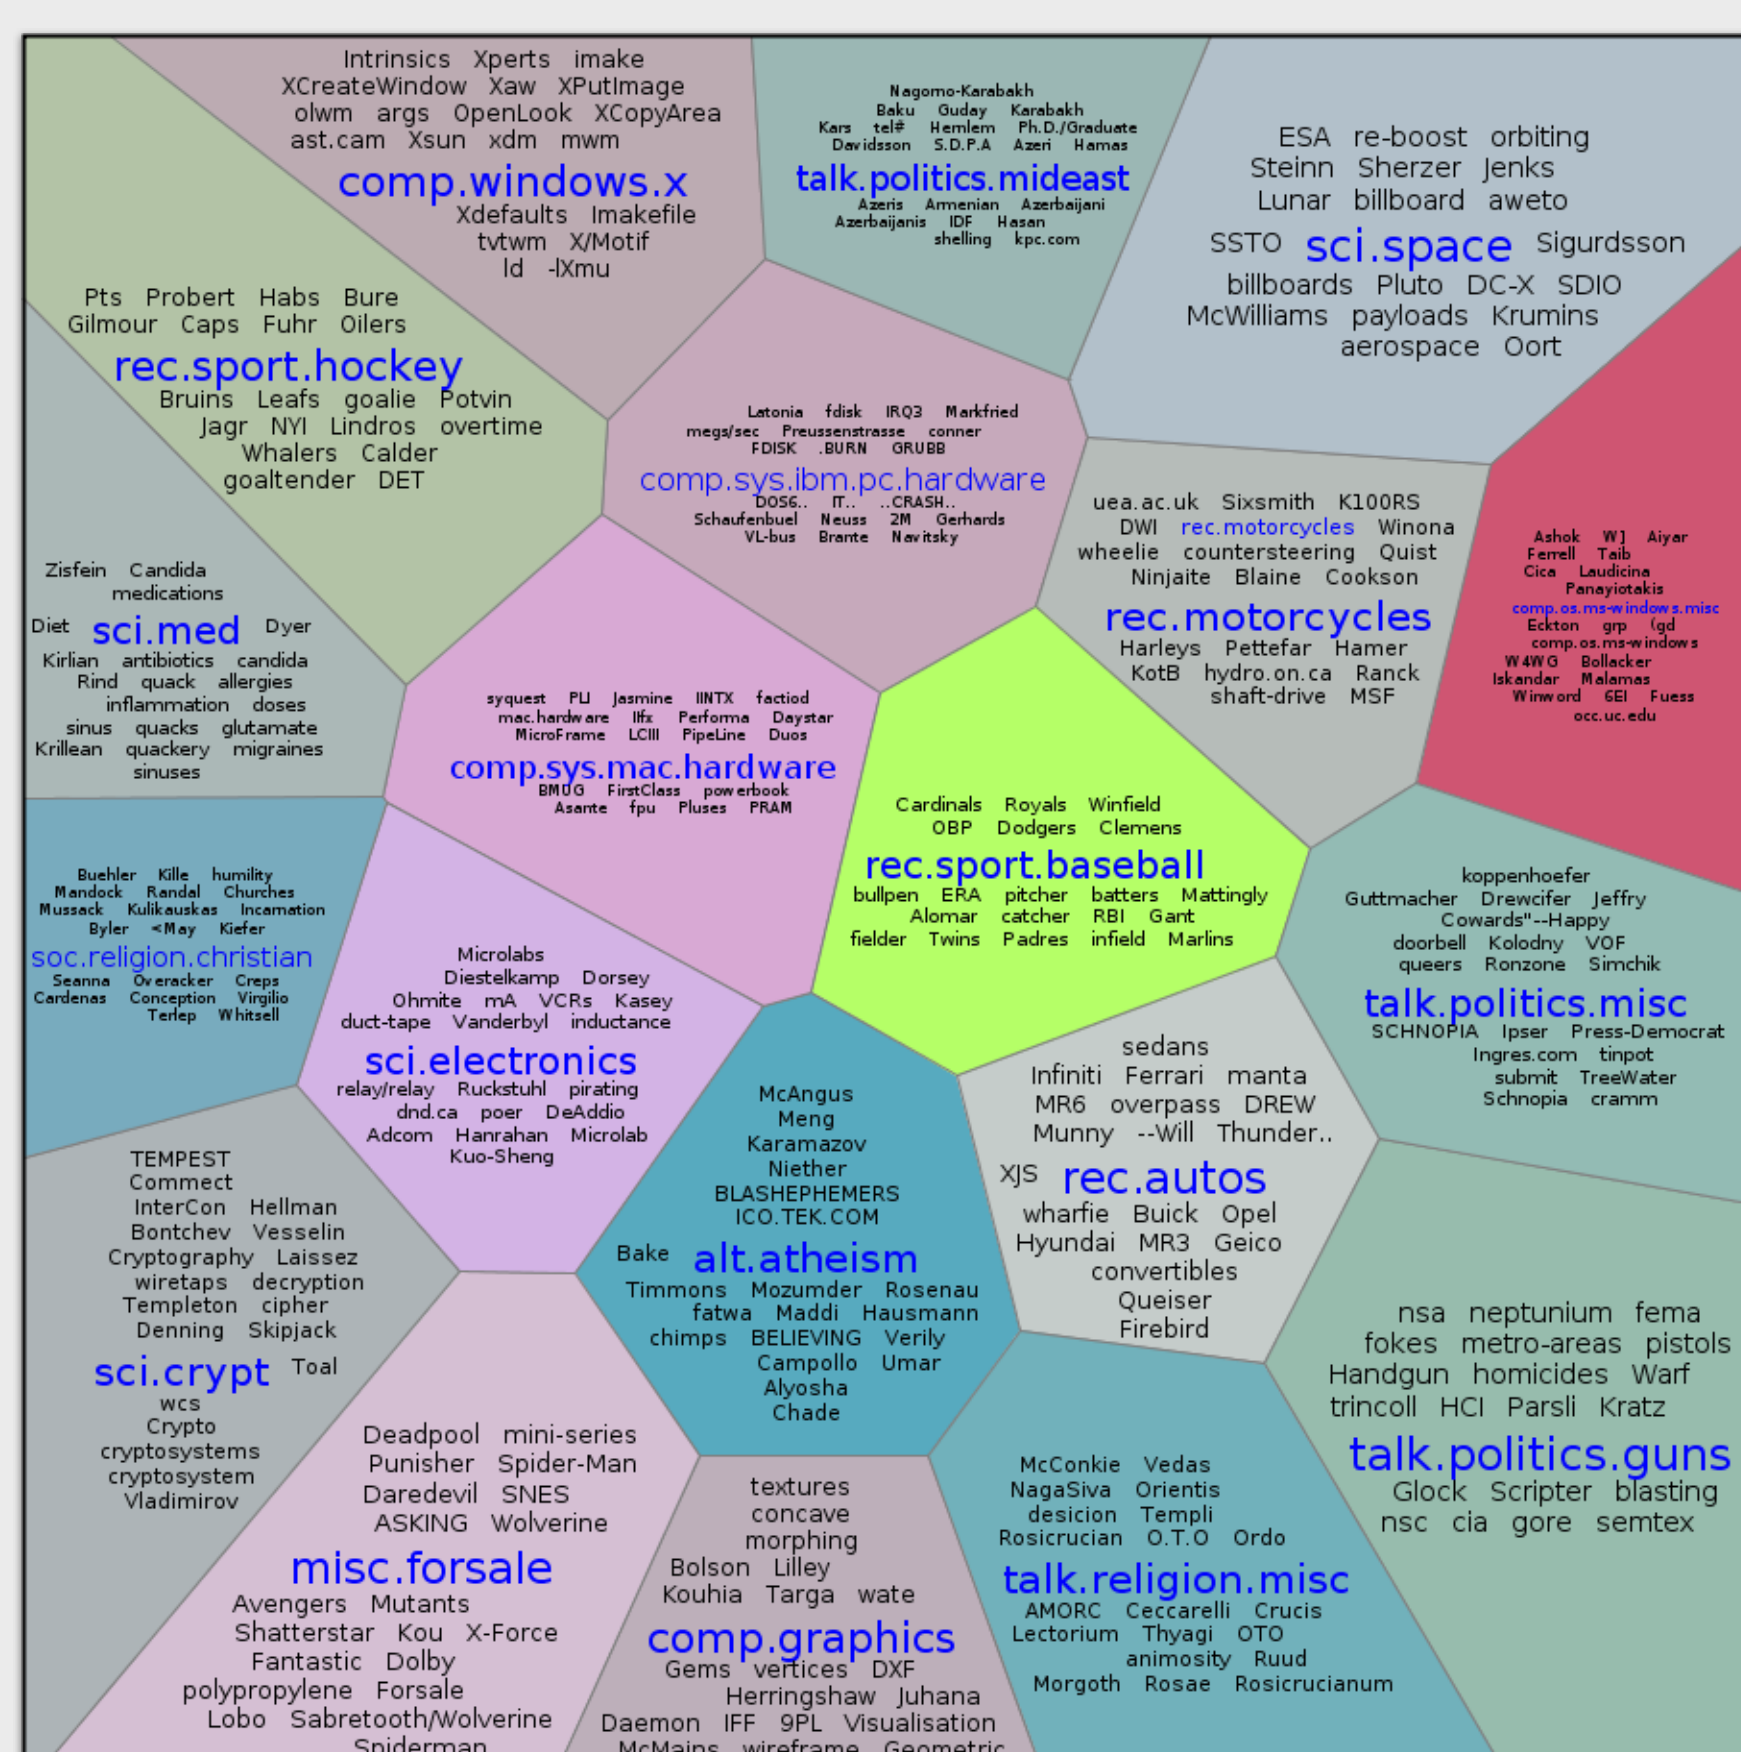 Intrinsics Xperts imake
XCreateWindow Xaw XPutImage
olwm args OpenLook XCopyArea
ast.cam Xsun xdm mwm
comp.windows.x
Xdefaults Imakefile
tvtwm X/Motif
ld -lXmu
Nagorno-Karabakh
Baku Guday Karabakh
Kars tel# Hemlem Ph.D./Graduate
Davidsson S.D.P.A Azeri Hamas
talk.politics.mideast
Azeris Armenian Azerbaijani
Azerbaijanis IDF Hasan
shelling kpc.com
ESA re-boost orbiting
Steinn Sherzer Jenks
Lunar billboard aweto
SSTO sci.space Sigurdsson
billboards Pluto DC-X SDIO
McWilliams payloads Krumins
aerospace Oort
Pts Probert Habs Bure
Gilmour Caps Fuhr Oilers
rec.sport.hockey
Bruins Leafs goalie Potvin
Jagr NYI Lindros overtime
Whalers Calder
goaltender DET
Latonia fdisk IRQ3 Markfried
megs/sec Preussenstrasse conner
FDISK .BURN GRUBB
comp.sys.ibm.pc.hardware
DOS6.. IT.. ..CRASH..
Schaufenbuel Neuss 2M Gerhards
VL-bus Brante Navitsky
uea.ac.uk Sixsmith K100RS
DWI rec.motorcycles Winona
wheelie countersteering Quist
Ninjaite Blaine Cookson
rec.motorcycles
Harleys Pettefar Hamer
KotB hydro.on.ca Ranck
shaft-drive MSF
Ashok W] Aiyar
Ferrell Taib
Cica Laudicina
Panayiotakis
comp.os.ms-windows.misc
Eckton grp (gd
comp.os.ms-windows
W4WG Bollacker
Iskandar Malamas
Winword 6EI Fuess
occ.uc.edu
Zisfein Candida
medications
Diet sci.med Dyer
Kirlian antibiotics candida
Rind quack allergies
inflammation doses
sinus quacks glutamate
Krillean quackery migraines
sinuses
syquest PLI Jasmine IINTX factiod
mac.hardware IIfx Performa Daystar
MicroFrame LCIII PipeLine Duos
comp.sys.mac.hardware
BMUG FirstClass powerbook
Asante fpu Pluses PRAM
Cardinals Royals Winfield
OBP Dodgers Clemens
rec.sport.baseball
bullpen ERA pitcher batters Mattingly
Alomar catcher RBI Gant
fielder Twins Padres infield Marlins
koppenhoefer
Guttmacher Drewcifer Jeffry
Cowards"--Happy
doorbell Kolodny VOF
queers Ronzone Simchik
talk.politics.misc
SCHNOPIA Ipser Press-Democrat
Ingres.com tinpot
submit TreeWater
Schnopia cramm
Buehler Kille humility
Mandock Randal Churches
Mussack Kulikauskas Incarnation
Byler <May Kiefer
soc.religion.christian
Seanna Overacker Creps
Cardenas Conception Virgilio
Terlep Whitsell
Microlabs
Diestelkamp Dorsey
Ohmite mA VCRs Kasey
duct-tape Vanderbyl inductance
sci.electronics
relay/relay Ruckstuhl pirating
dnd.ca poer DeAddio
Adcom Hanrahan Microlab
Kuo-Sheng
McAngus
Meng
Karamazov
Niether
BLASHEPHEMERS
ICO.TEK.COM
Bake alt.atheism
Timmons Mozumder Rosenau
fatwa Maddi Hausmann
chimps BELIEVING Verily
Campollo Umar
Alyosha
Chade
sedans
Infiniti Ferrari manta
MR6 overpass DREW
Munny --Will Thunder..
XJS rec.autos
wharfie Buick Opel
Hyundai MR3 Geico
convertibles
Queiser
Firebird
TEMPEST
Commect
InterCon Hellman
Bontchev Vesselin
Cryptography Laissez
wiretaps decryption
Templeton cipher
Denning Skipjack
sci.crypt Toal
wcs
Crypto
cryptosystems
cryptosystem
Vladimirov
nsa neptunium fema
fokes metro-areas pistols
Handgun homicides Warf
trincoll HCI Parsli Kratz
talk.politics.guns
Glock Scripter blasting
nsc cia gore semtex
Deadpool mini-series
Punisher Spider-Man
Daredevil SNES
ASKING Wolverine
misc.forsale
Avengers Mutants
Shatterstar Kou X-Force
Fantastic Dolby
polypropylene Forsale
Lobo Sabretooth/Wolverine
Spiderman
textures
concave
morphing
Bolson Lilley
Kouhia Targa wate
comp.graphics
Gems vertices DXF
Herringshaw Juhana
Daemon IFF 9PL Visualisation
McMains wireframe Geometric
McConkie Vedas
NagaSiva Orientis
desicion Templi
Rosicrucian O.T.O Ordo
talk.religion.misc
AMORC Ceccarelli Crucis
Lectorium Thyagi OTO
animosity Ruud
Morgoth Rosae Rosicrucianum